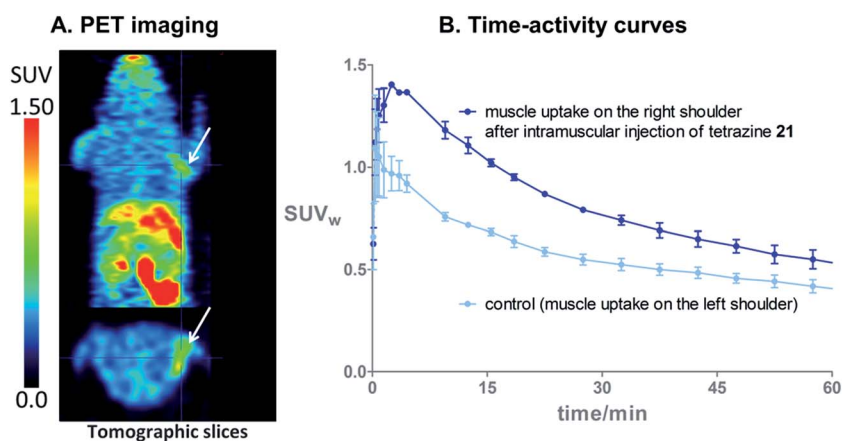 A. PET imaging
SUV
1.50
0.0
Tomographic slices
B. Time-activity curves
1.5
1.0
0.5
0.0
SUVw
muscle uptake on the right shoulder
after intramuscular injection of tetrazine 21
control (muscle uptake on the left shoulder)
0
15
30
45
60
time/min